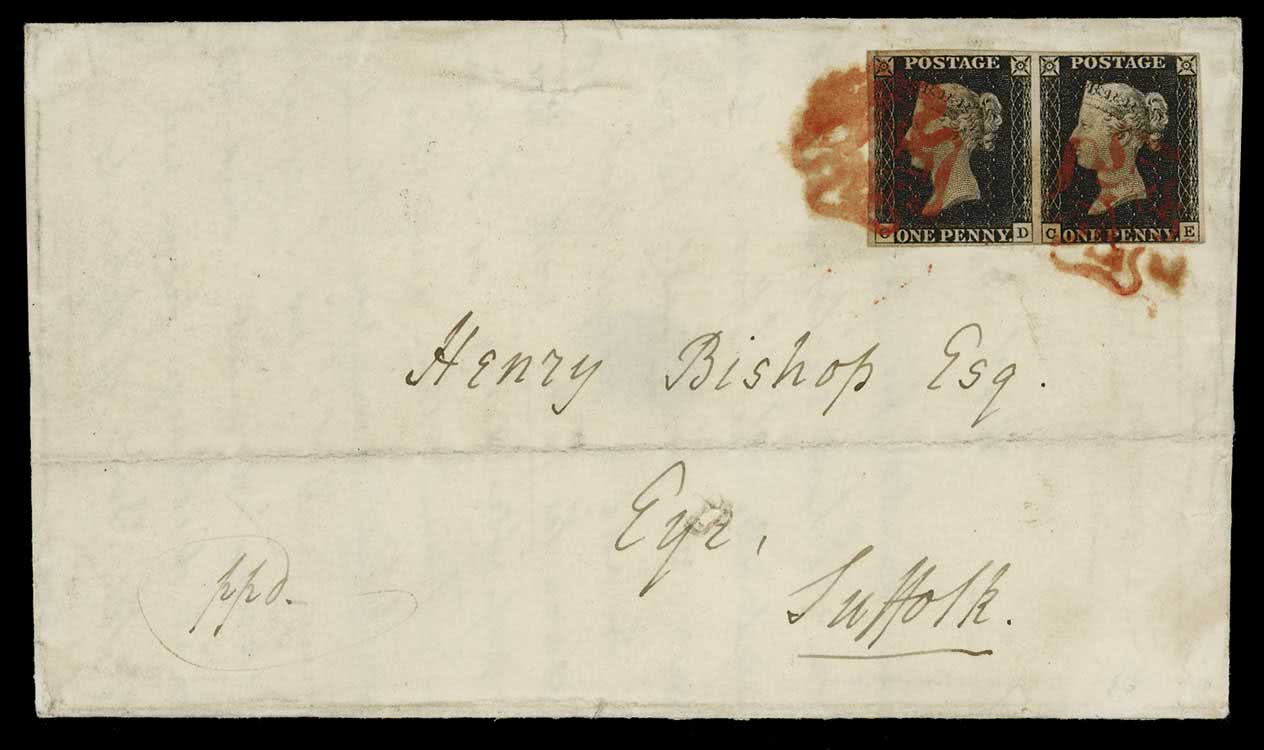 POSTAGE POSTAGE
C ONE PENNY. D C ONE PENNY. E
Henry Bishop Esq.
Eye,
Suffolk.
ppd.